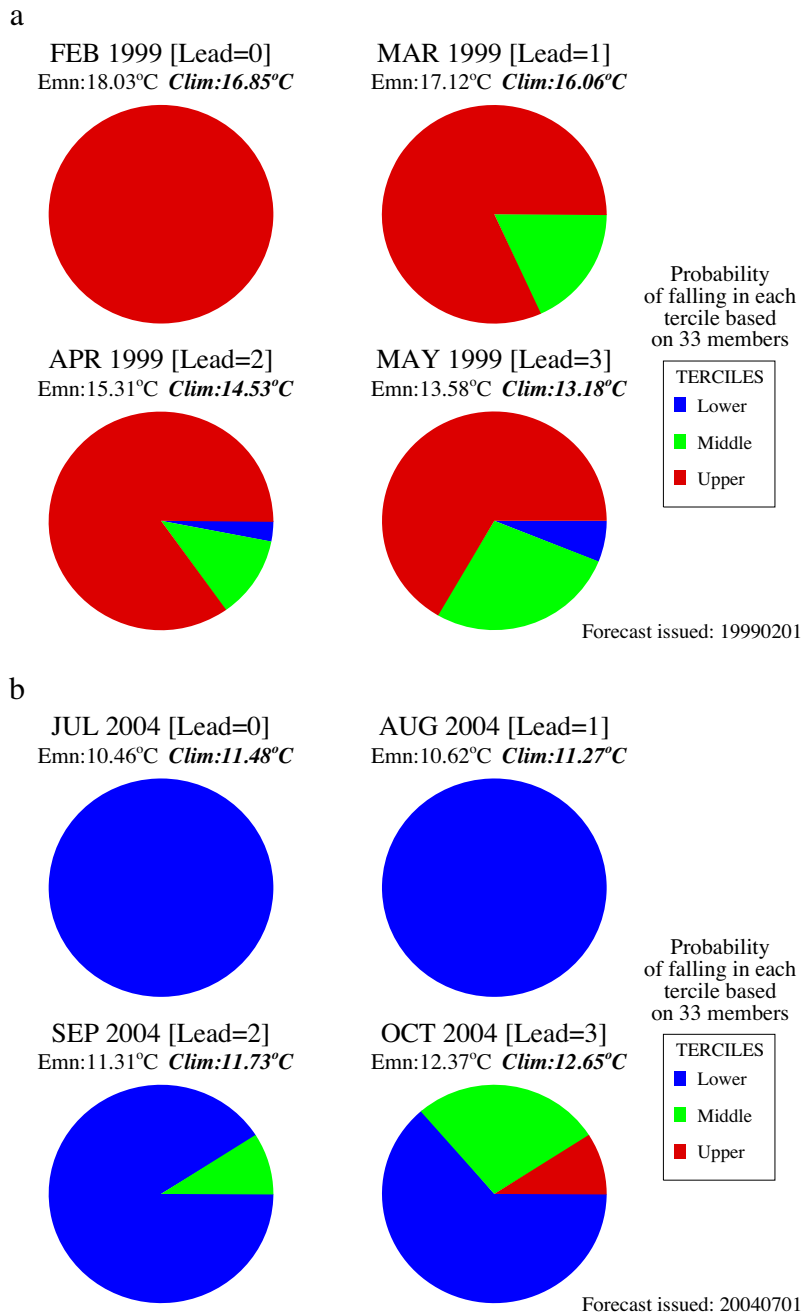 a
FEB 1999 [Lead=0]
Emn:18.03°C Clim:16.85°C
MAR 1999 [Lead=1]
Emn:17.12°C Clim:16.06°C
APR 1999 [Lead=2]
Emn:15.31°C Clim:14.53°C
MAY 1999 [Lead=3]
Emn:13.58°C Clim:13.18°C
Probability
of falling in each
tercile based
on 33 members
TERCILES
Lower
Middle
Upper
Forecast issued: 19990201
b
JUL 2004 [Lead=0]
Emn:10.46°C Clim:11.48°C
AUG 2004 [Lead=1]
Emn:10.62°C Clim:11.27°C
SEP 2004 [Lead=2]
Emn:11.31°C Clim:11.73°C
OCT 2004 [Lead=3]
Emn:12.37°C Clim:12.65°C
Probability
of falling in each
tercile based
on 33 members
TERCILES
Lower
Middle
Upper
Forecast issued: 20040701